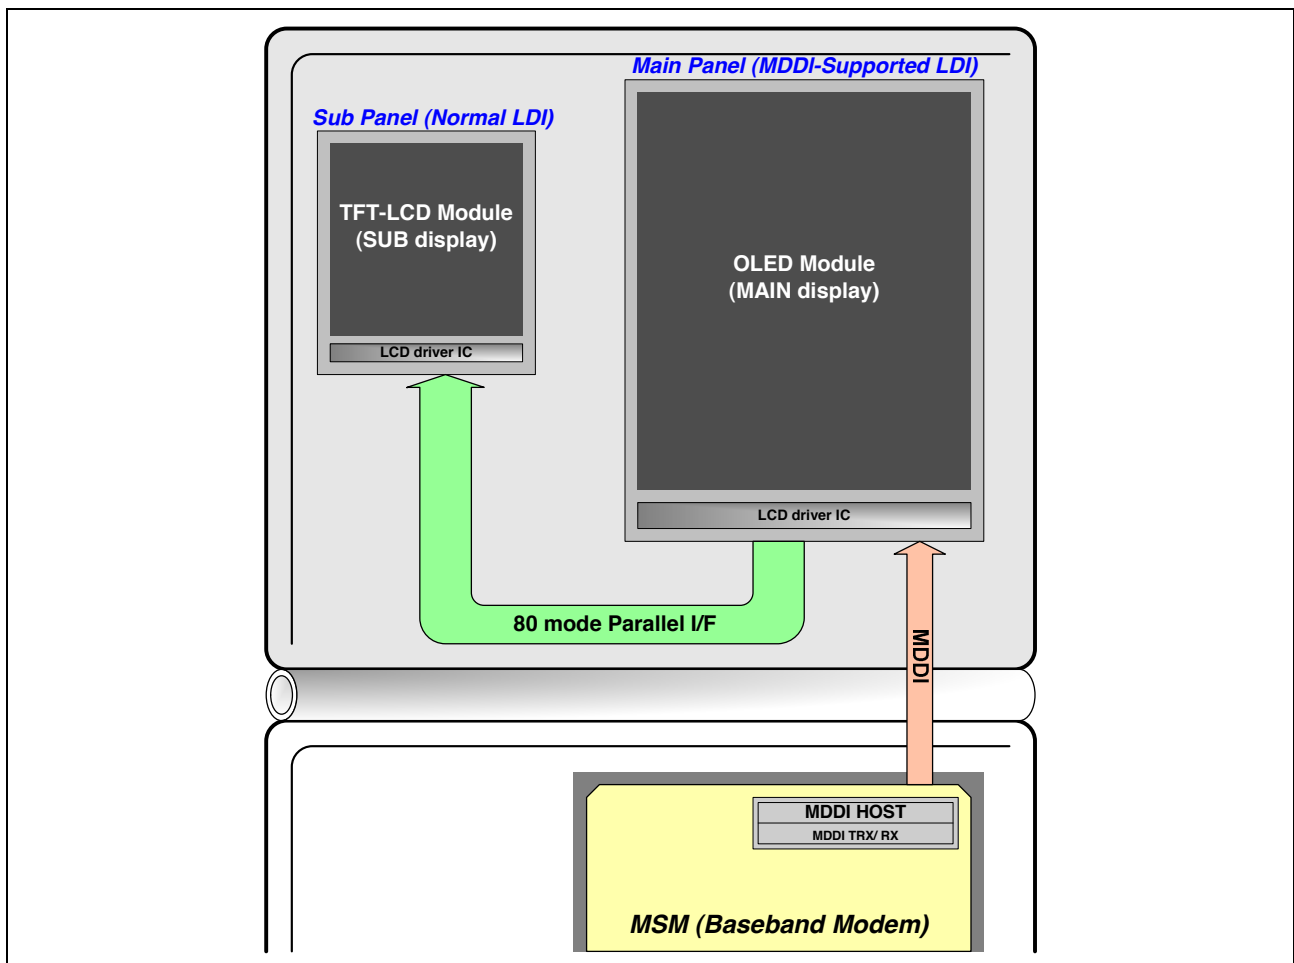 Main Panel (MDDI-Supported LDI)
Sub Panel (Normal LDI)
TFT-LCD Module
(SUB display)
LCD driver IC
OLED Module
(MAIN display)
LCD driver IC
80 mode Parallel I/F
MDDI
MDDI HOST
MDDI TRX/ RX
MSM (Baseband Modem)